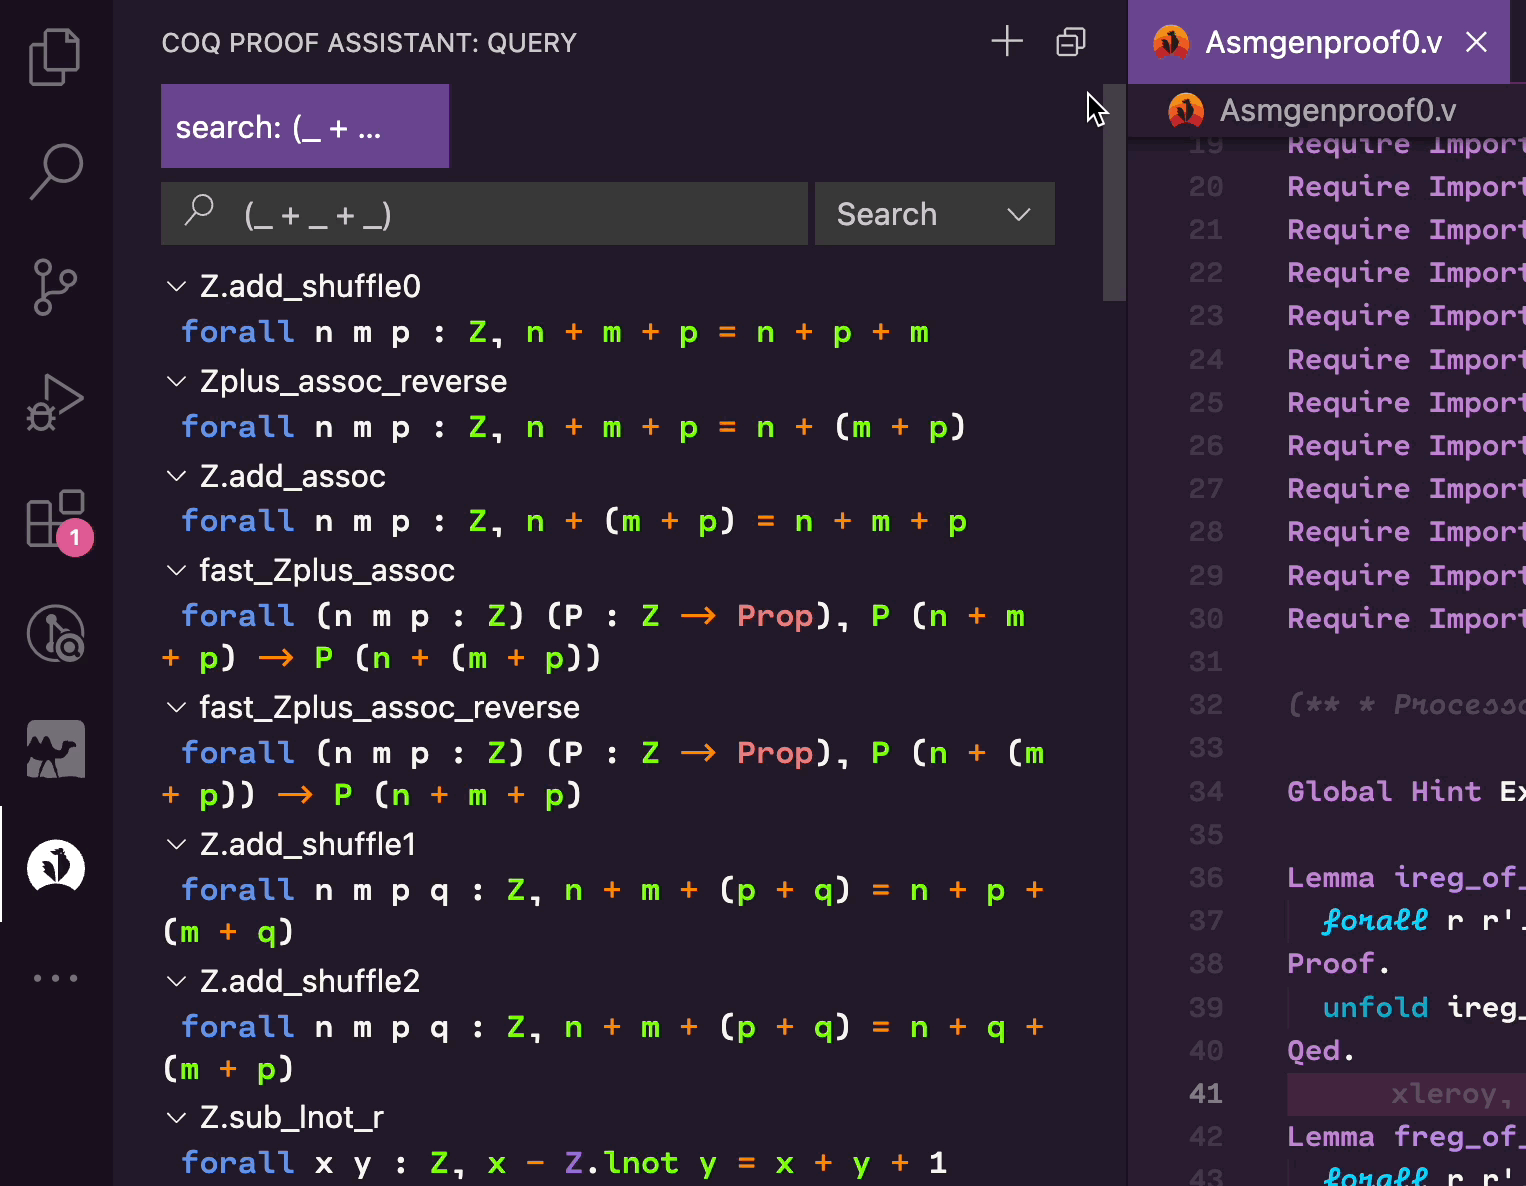 COQ PROOF ASSISTANT: QUERY
search: (_ + ...
(_ + _ + _)
Search
Z.add_shuffle0
forall n m p : Z, n + m + p = n + p + m
Zplus_assoc_reverse
forall n m p : Z, n + m + p = n + (m + p)
Z.add_assoc
forall n m p : Z, n + (m + p) = n + m + p
fast_Zplus_assoc
forall (n m p : Z) (P : Z → Prop), P (n + m
+ p) → P (n + (m + p))
fast_Zplus_assoc_reverse
forall (n m p : Z) (P : Z → Prop), P (n + (m
+ p)) → P (n + m + p)
Z.add_shuffle1
forall n m p q : Z, n + m + (p + q) = n + p +
(m + q)
Z.add_shuffle2
forall n m p q : Z, n + m + (p + q) = n + q +
(m + p)
Z.sub_lnot_r
forall x y : Z, x - Z.lnot y = x + y + 1
1
Asmgenproof0.v
Asmgenproof0.v
19 Require Import
20 Require Import
21 Require Import
22 Require Import
23 Require Import
24 Require Import
25 Require Import
26 Require Import
27 Require Import
28 Require Import
29 Require Import
30 Require Import
31
32 (** * Process
33
34 Global Hint Ex
35
36 Lemma ireg_of_
37 forall r r'
38 Proof.
39 unfold ireg_
40 Qed.
41 xleroy,
42 Lemma freg_of_
43 forall r r'